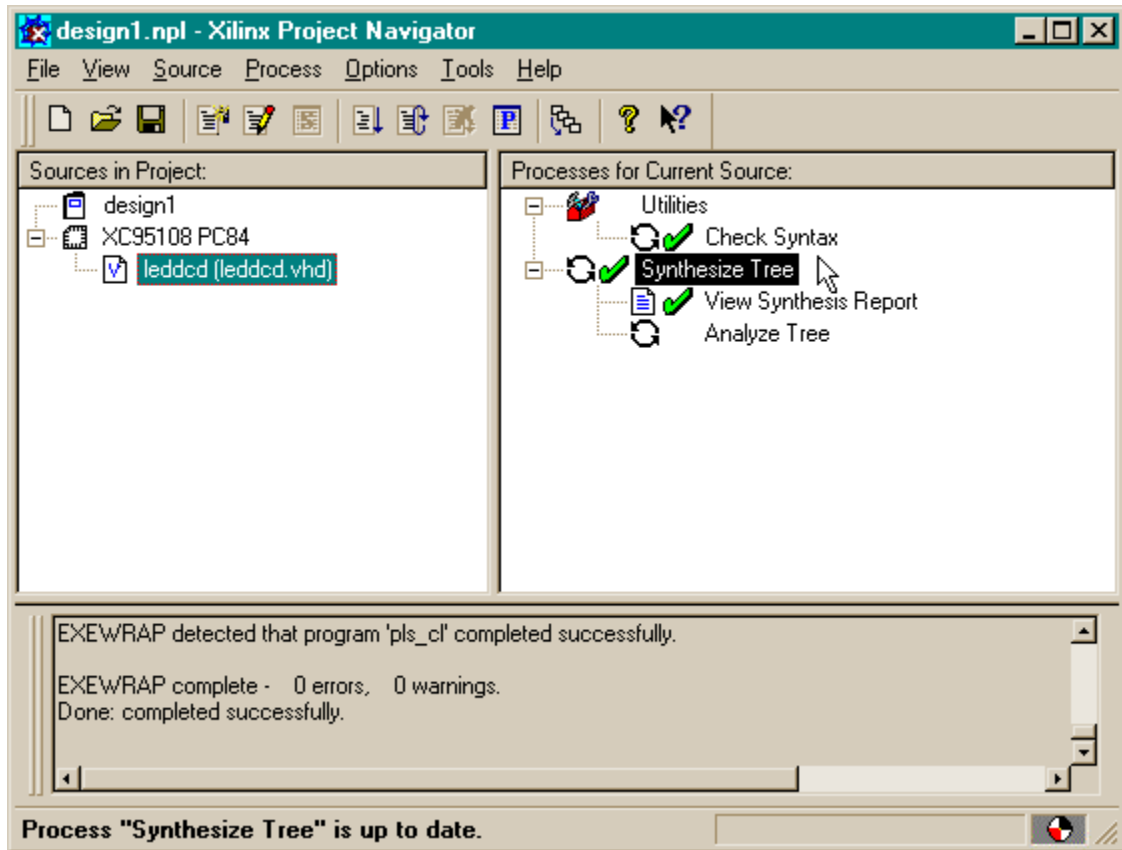 design1.npl - Xilinx Project Navigator
File View Source Process Options Tools Help
Sources in Project:
design1
XC95108 PC84
leddcd (leddcd.vhd)
Processes for Current Source:
Utilities
Check Syntax
Synthesize Tree
View Synthesis Report
Analyze Tree
EXEWRAP detected that program 'pls_cl' completed successfully.
EXEWRAP complete - 0 errors, 0 warnings.
Done: completed successfully.
Process "Synthesize Tree" is up to date.